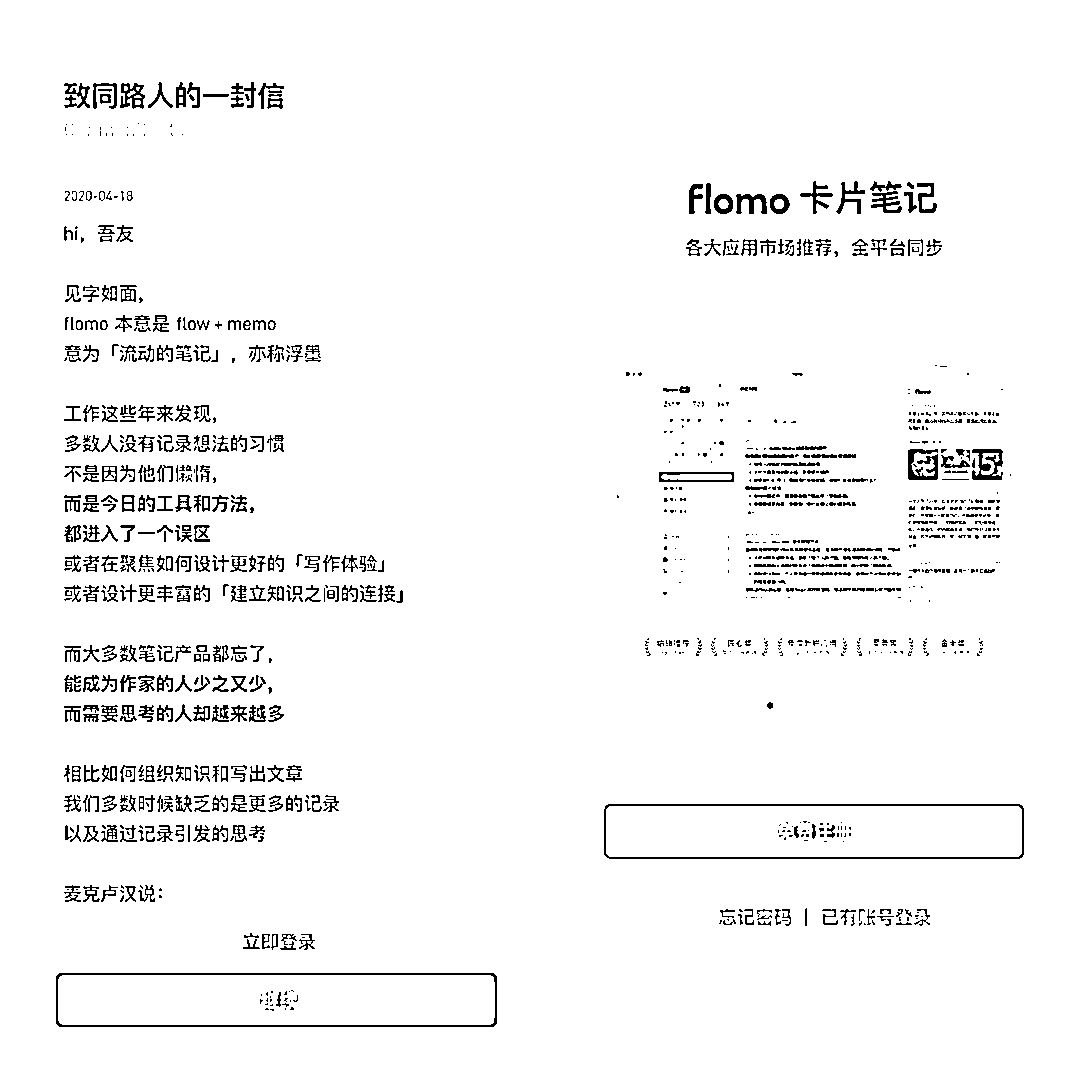 致同路人的一封信
2020-04-18
hi，吾友
见字如面，
flomo 本意是 flow + memo
意为「流动的笔记」，亦称浮墨
工作这些年来发现，
多数人没有记录想法的习惯
不是因为他们懒惰，
而是今日的工具和方法，
都进入了一个误区
或者在聚焦如何设计更好的「写作体验」
或者设计更丰富的「建立知识之间的连接」
而大多数笔记产品都忘了，
能成为作家的人少之又少，
而需要思考的人却越来越多
相比如何组织知识和写出文章
我们多数时候缺乏的是更多的记录
以及通过记录引发的思考
麦克卢汉说：
立即登录
flomo 卡片笔记
各大应用市场推荐，全平台同步
忘记密码 | 已有账号登录